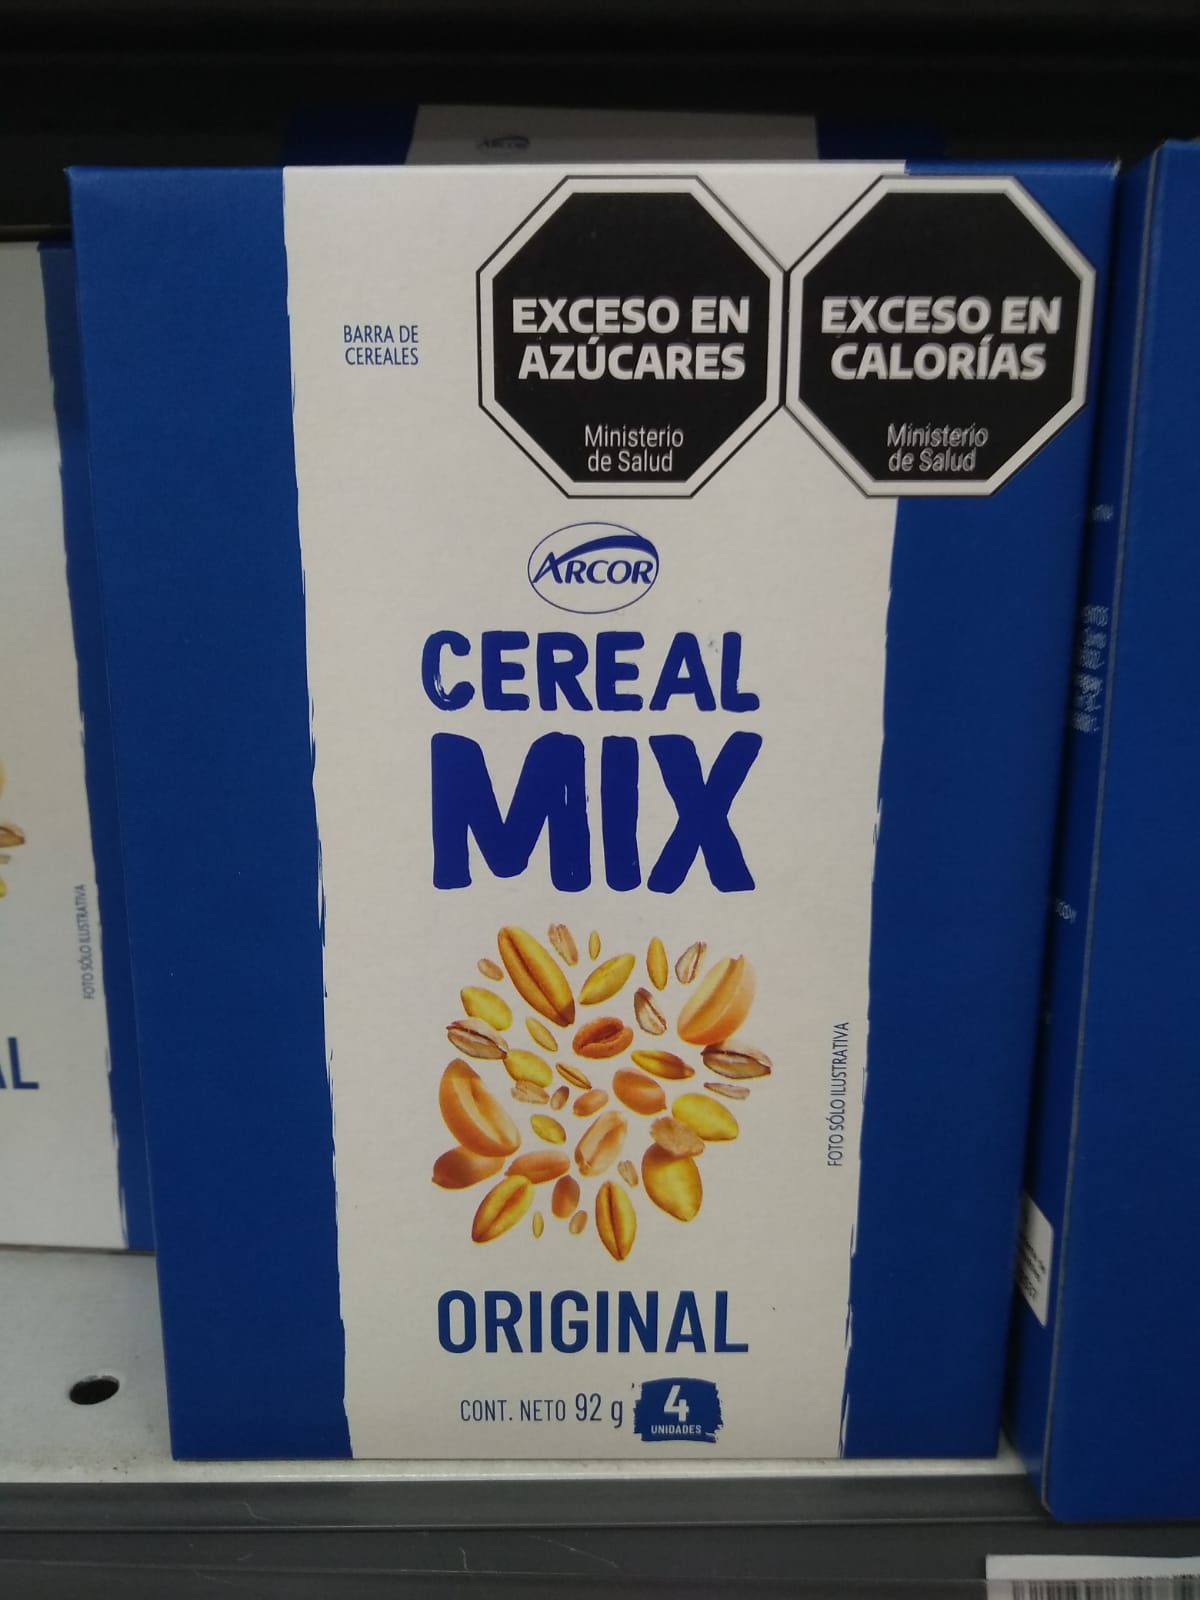 ARCOR
BARRA DE
CEREALES
EXCESO EN
AZÚCARES
Ministerio
de Salud
EXCESO EN
CALORÍAS
Ministerio
de Salud
ARCOR
CEREAL
MIX
FOTO SÓLO ILUSTRATIVA
ORIGINAL
CONT. NETO 92 g
4
UNIDADES
FOTO SÓLO ILUSTRATIVA
AL